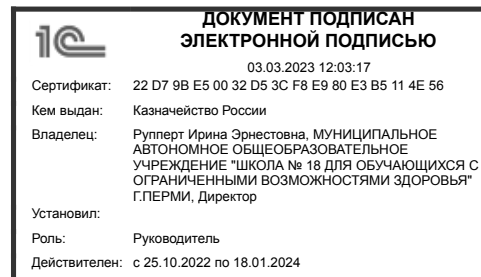 1С
ДОКУМЕНТ ПОДПИСАН
ЭЛЕКТРОННОЙ ПОДПИСЬЮ
03.03.2023 12:03:17
Сертификат: 22 D7 9B E5 00 32 D5 3C F8 E9 80 E3 B5 11 4E 56
Кем выдан: Казначейство России
Владелец: Рупперт Ирина Эрнестовна, МУНИЦИПАЛЬНОЕ
АВТОНОМНОЕ ОБЩЕОБРАЗОВАТЕЛЬНОЕ
УЧРЕЖДЕНИЕ "ШКОЛА № 18 ДЛЯ ОБУЧАЮЩИХСЯ С
ОГРАНИЧЕННЫМИ ВОЗМОЖНОСТЯМИ ЗДОРОВЬЯ"
Г.ПЕРМИ, Директор
Установил:
Роль: Руководитель
Действителен: с 25.10.2022 по 18.01.2024